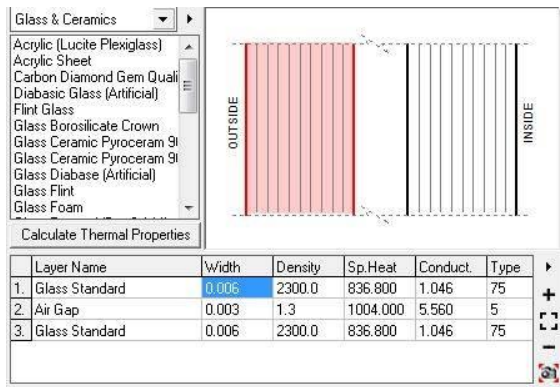 Glass & Ceramics
Acrylic (Lucite Plexiglass)
Acrylic Sheet
Carbon Diamond Gem Quali
Diabasic Glass (Artificial)
Flint Glass
Glass Borosilicate Crown
Glass Ceramic Pyroceram 9
Glass Ceramic Pyroceram 9
Glass Diabase (Artificial)
Glass Flint
Glass Foam
Calculate Thermal Properties
OUTSIDE
INSIDE
Layer Name Width Density Sp.Heat Conduct. Type
1. Glass Standard 0.006 2300.0 836.800 1.046 75
2. Air Gap 0.003 1.3 1004.000 5.560 5
3. Glass Standard 0.006 2300.0 836.800 1.046 75